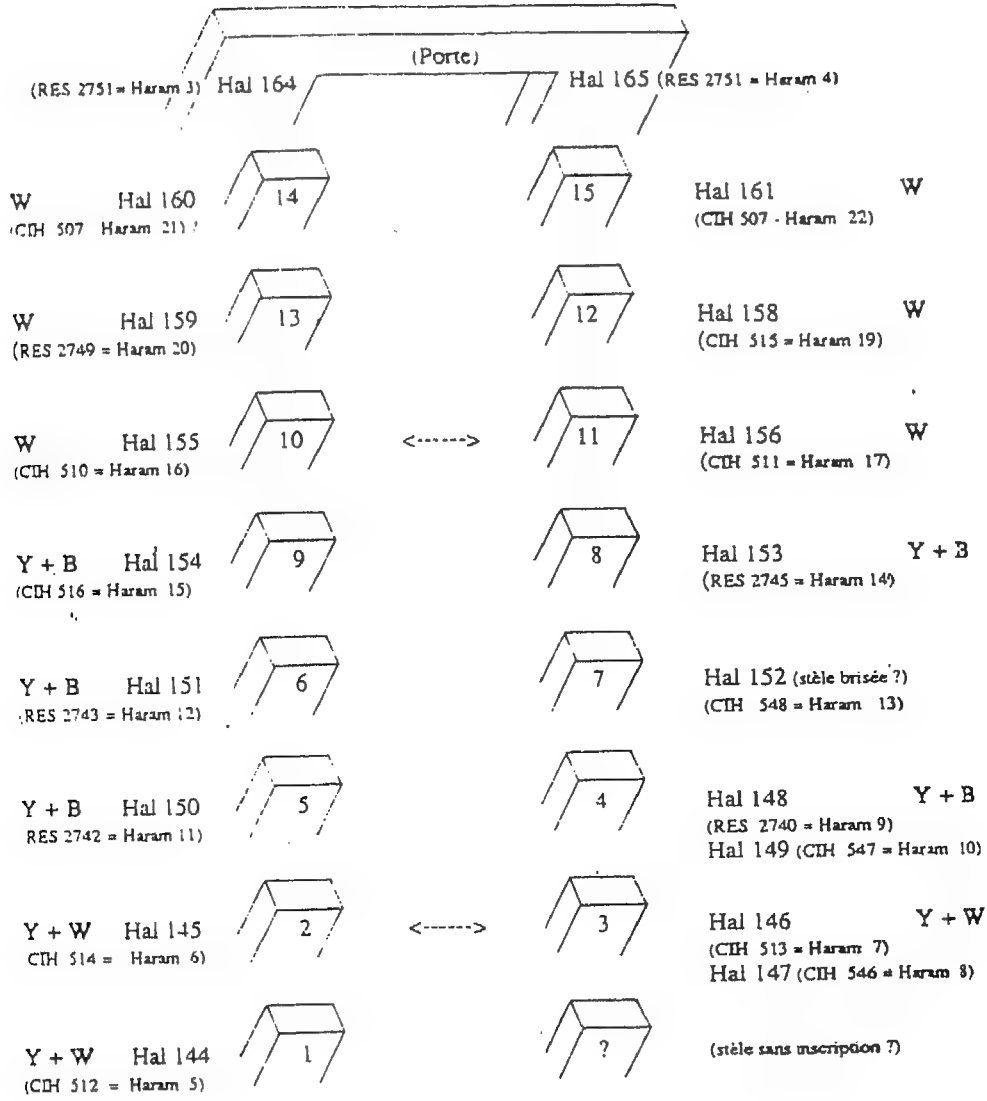 (Porte)
(RES 2751 = Haram 3) Hal 164
Hal 165 (RES 2751 = Haram 4)
W Hal 160 14 15 Hal 161 W
(CIH 507 Haram 21) (CIH 507 - Haram 22)
W Hal 159 13 12 Hal 158 W
(RES 2749 = Haram 20) (CIH 515 = Haram 19)
W Hal 155 10 <------> 11 Hal 156 W
(CIH 510 = Haram 16) (CIH 511 = Haram 17)
Y + B Hal 154 9 8 Hal 153 Y + B
(CIH 516 = Haram 15) (RES 2745 = Haram 14)
Y + B Hal 151 6 7 Hal 152 (stèle brisée ?)
(RES 2743 = Haram 12) (CIH 548 = Haram 13)
Y + B Hal 150 5 4 Hal 148 Y + B
RES 2742 = Haram 11) (RES 2740 = Haram 9)
Hal 149 (CIH 547 = Haram 10)
Y + W Hal 145 2 <------> 3 Hal 146 Y + W
CIH 514 = Haram 6) (CIH 513 = Haram 7)
Hal 147 (CIH 546 = Haram 8)
Y + W Hal 144 1 ? (stèle sans inscription ?)
(CIH 512 = Haram 5)